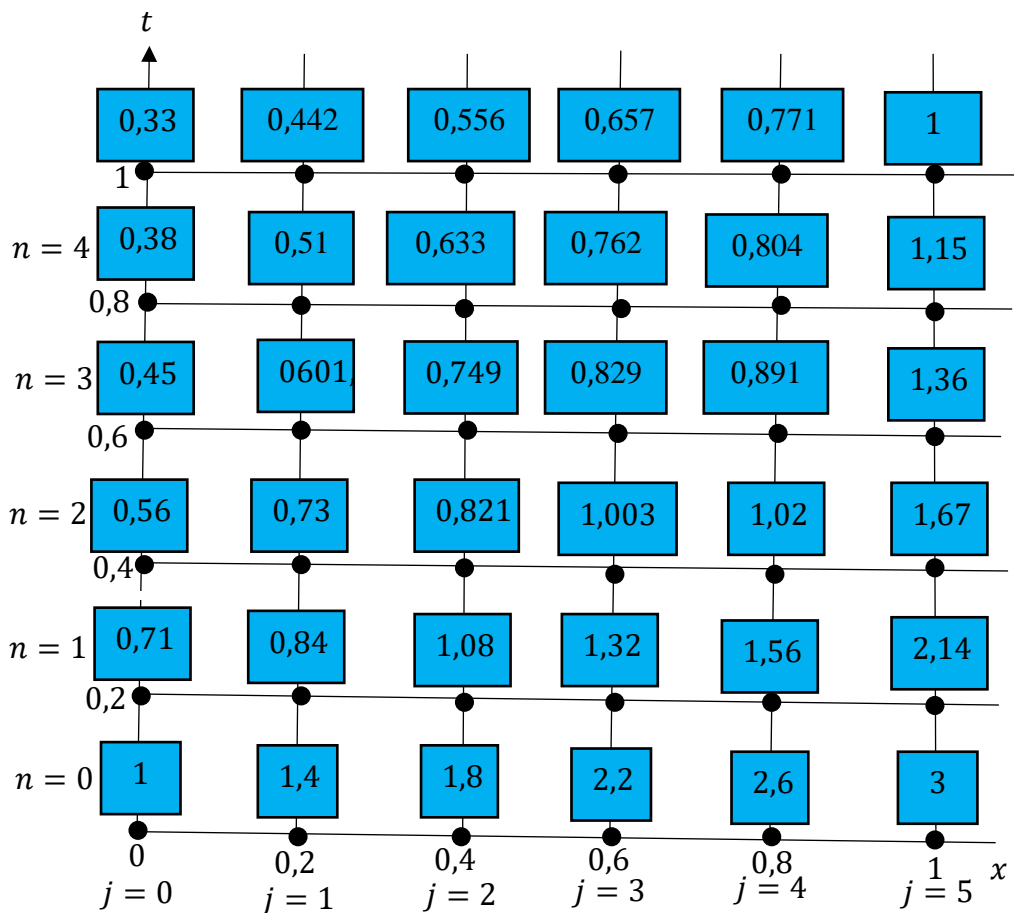 t
0,33 0,442 0,556 0,657 0,771 1
1
n = 4 0,38 0,51 0,633 0,762 0,804 1,15
0,8
n = 3 0,45 0601, 0,749 0,829 0,891 1,36
0,6
n = 2 0,56 0,73 0,821 1,003 1,02 1,67
0,4
n = 1 0,71 0,84 1,08 1,32 1,56 2,14
0,2
n = 0 1 1,4 1,8 2,2 2,6 3
0 0,2 0,4 0,6 0,8 1 x
j = 0 j = 1 j = 2 j = 3 j = 4 j = 5